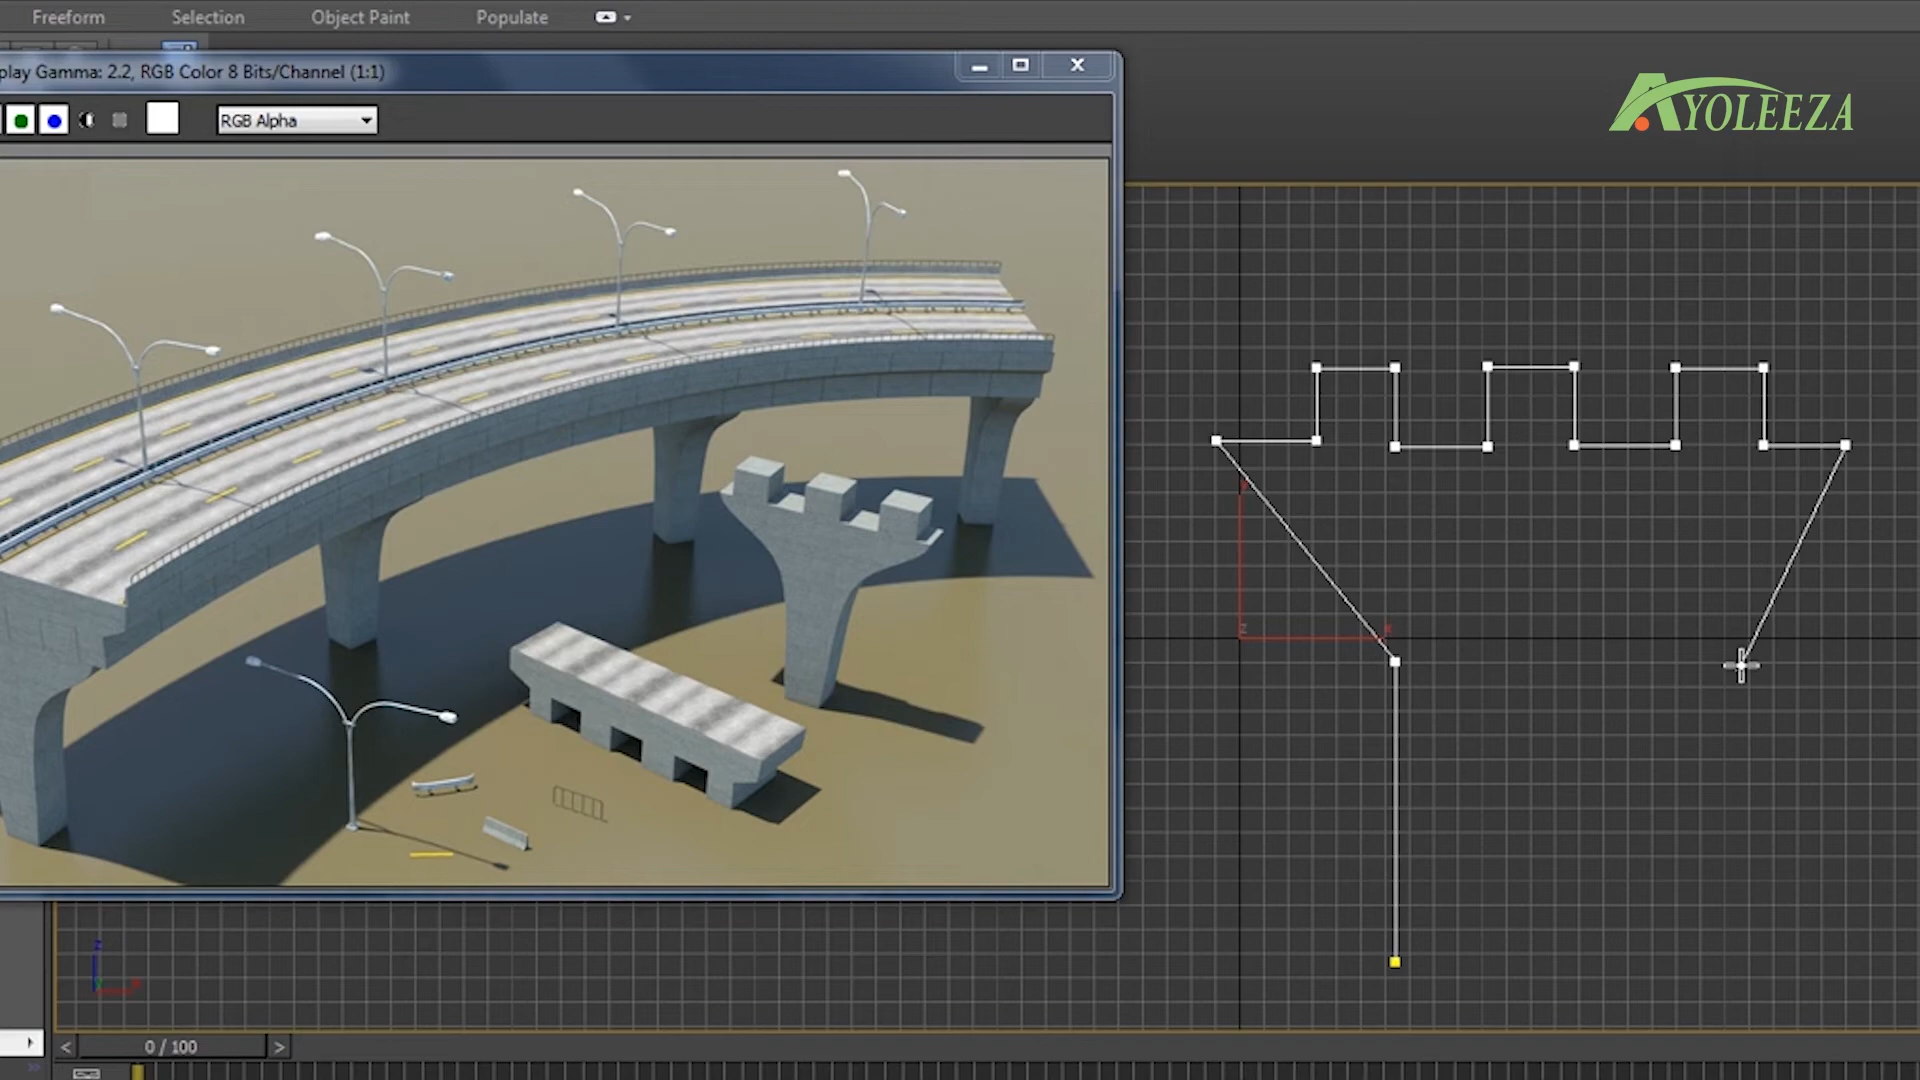 Freeform Selection Object Paint Populate
play Gamma: 2.2, RGB Color 8 Bits/Channel (1:1)
RGB Alpha
AYOLEEZA
z
x
z
0 / 100